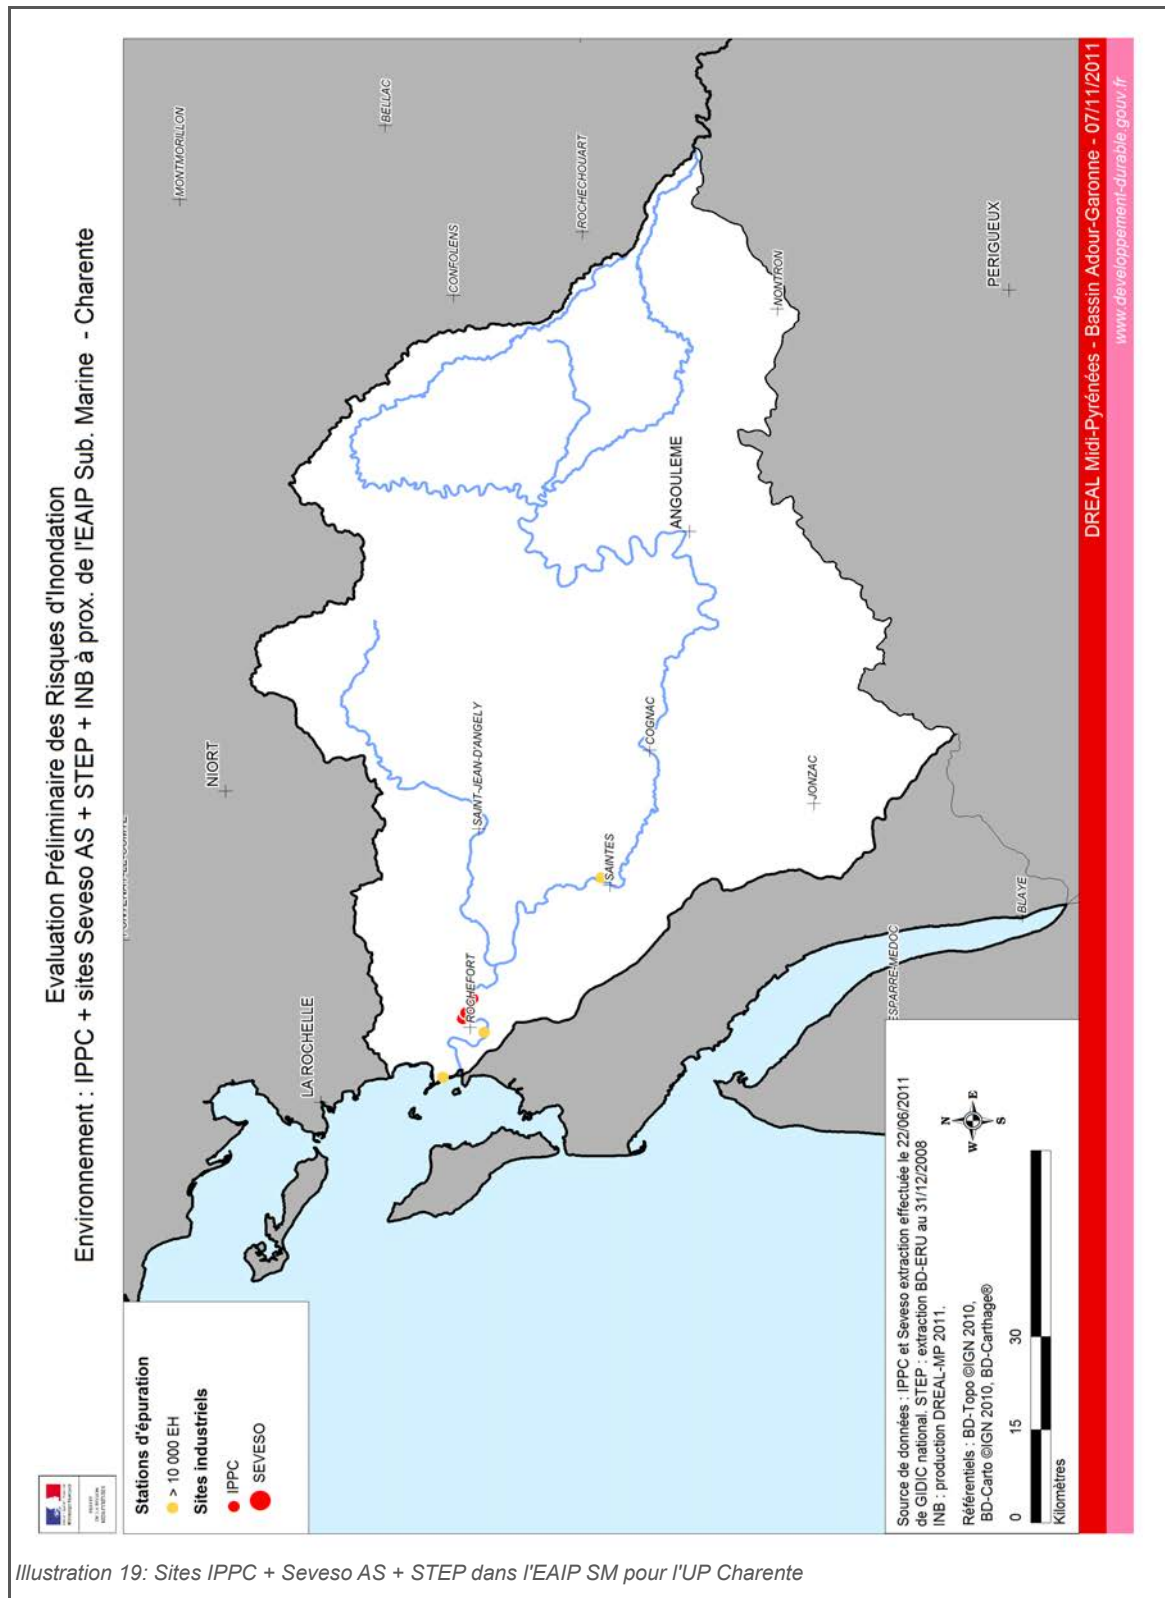 Evaluation Préliminaire des Risques d'Inondation
Environnement : IPPC + sites Seveso AS + STEP + INB à prox. de l'EAIP Sub. Marine - Charente
MONTMORILLON
BELLAC
CONFOLENS
ROCHECHOUART
NONTRON
PERIGUEUX
ANGOULEME
NIORT
SAINT-JEAN-D'ANGELY
COGNAC
JONZAC
SAINTES
ROCHEFORT
LA ROCHELLE
BLAYE
ESPARRE-MEDOC
Stations d'épuration
> 10 000 EH
Sites industriels
IPPC
SEVESO
Source de données : IPPC et Seveso extraction effectuée le 22/06/2011
de GIDIC national. STEP : extraction BD-ERU au 31/12/2008
INB : production DREAL-MP 2011.
Référentiels : BD-Topo ©IGN 2010,
BD-Carto ©IGN 2010, BD-Carthage®
N
W E
S
0 15 30
Kilomètres
DREAL Midi-Pyrénées - Bassin Adour-Garonne - 07/11/2011
www.developpement-durable.gouv.fr
Illustration 19: Sites IPPC + Seveso AS + STEP dans l'EAIP SM pour l'UP Charente